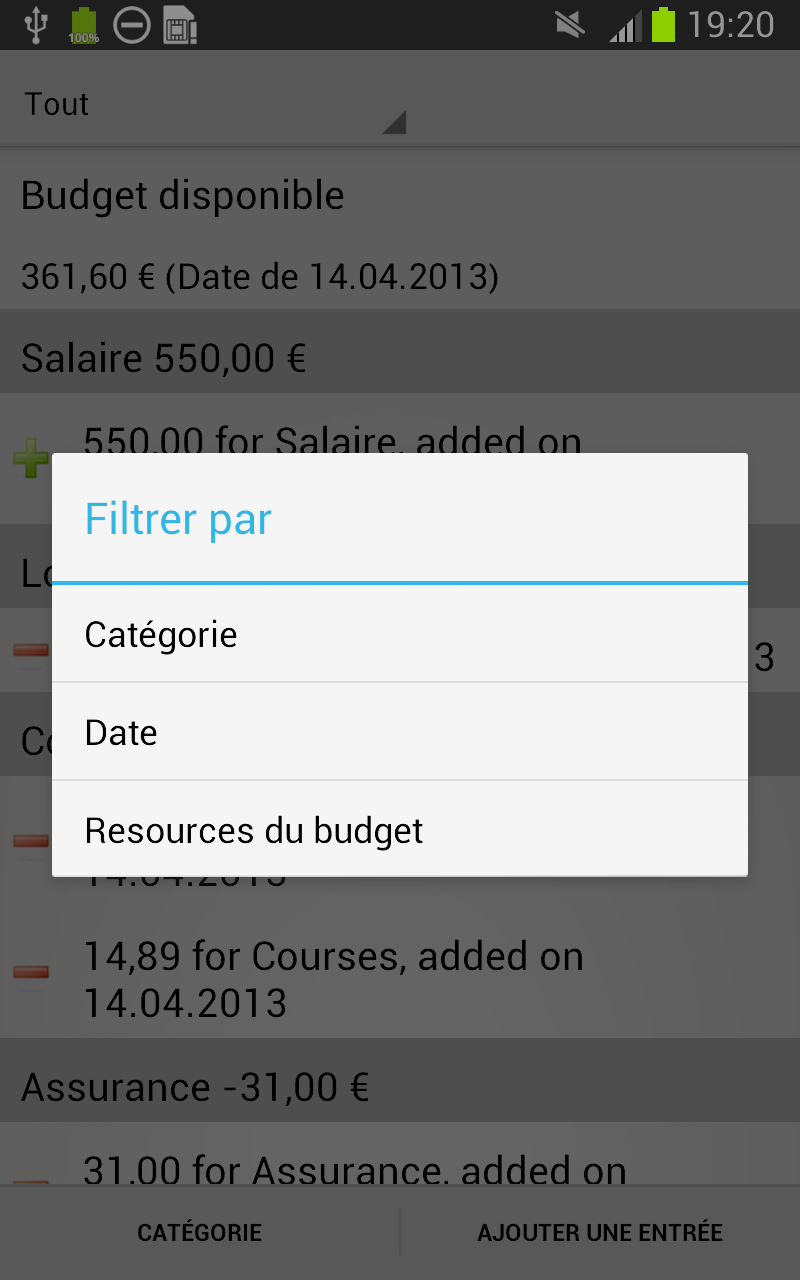 100%
19:20
Tout
Budget disponible
361,60 € (Date de 14.04.2013)
Salaire 550,00 €
550,00 for Salaire, added on
Filtrer par
Catégorie
3
Date
Resources du budget
14.04.2013
14,89 for Courses, added on
14.04.2013
Assurance -31,00 €
31,00 for Assurance, added on
CATÉGORIE
AJOUTER UNE ENTRÉE